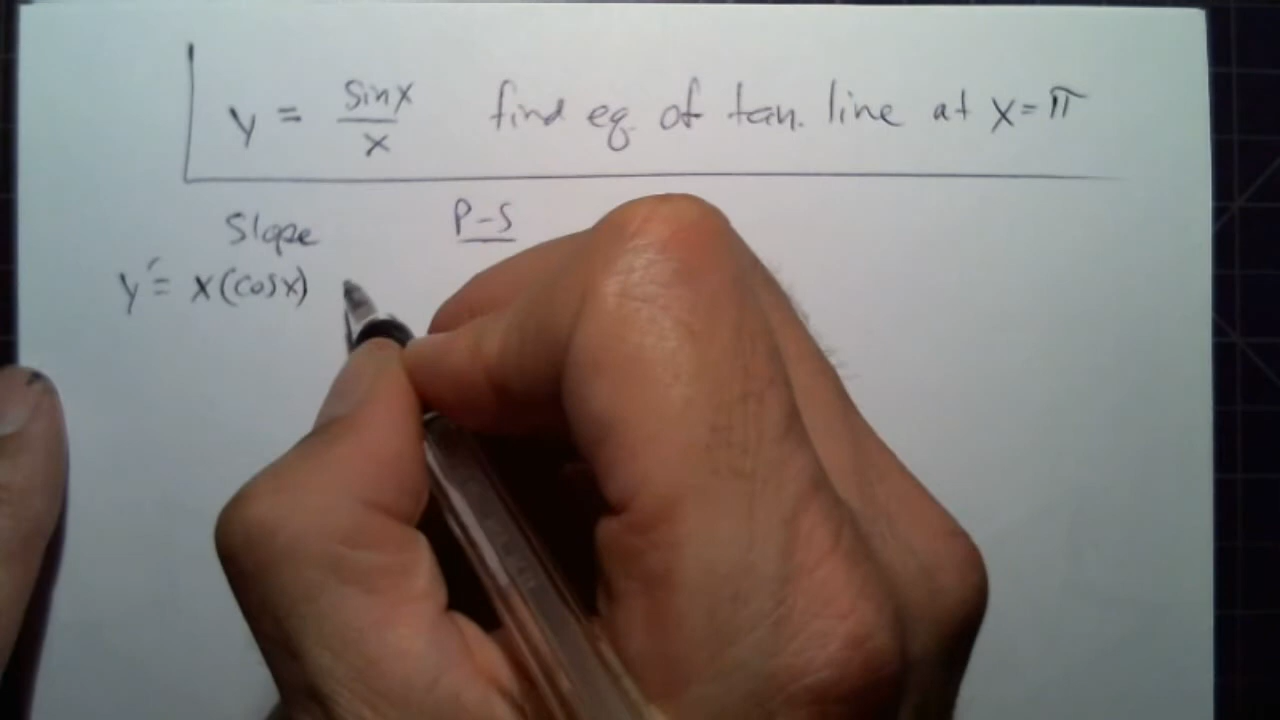 y = sinx/x find eq. of tan. line at x=π
Slope P-S
y'= x(cosx)